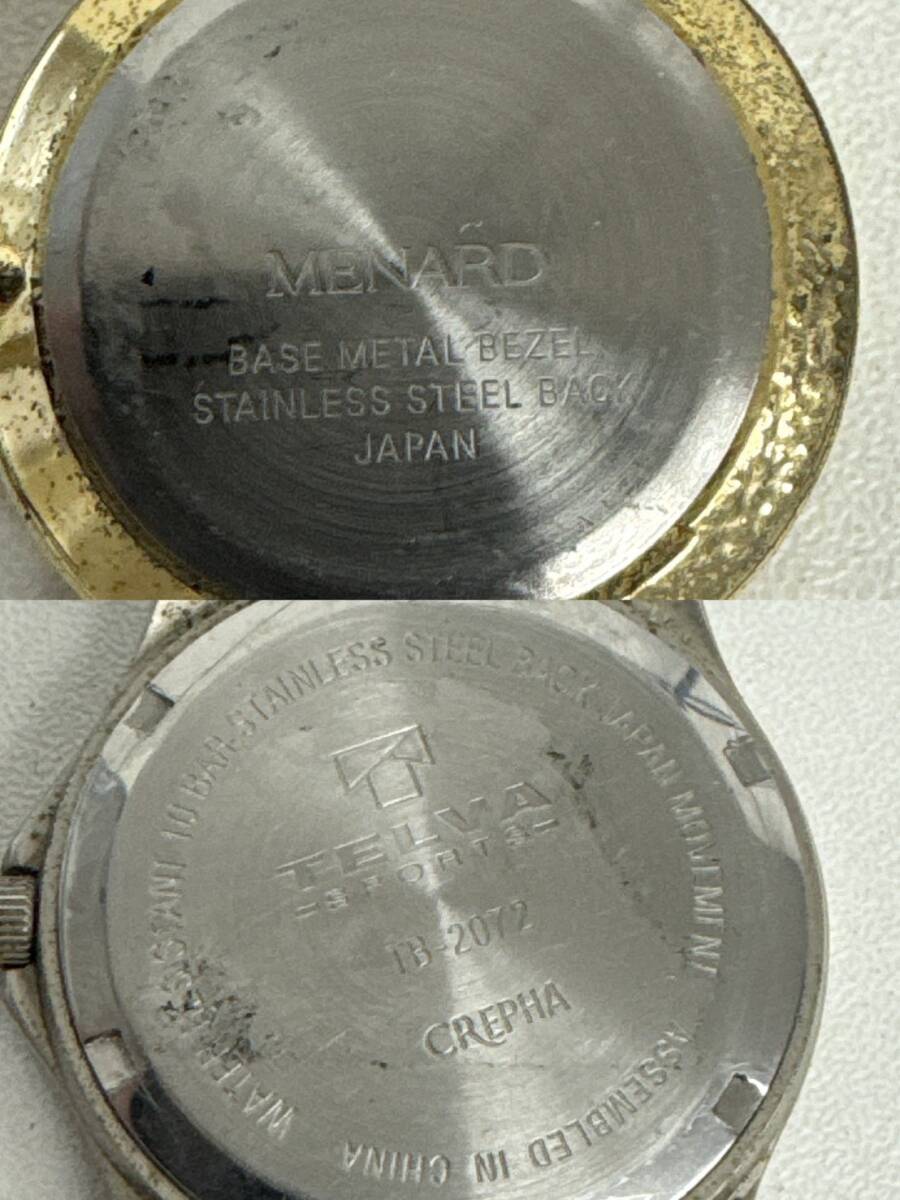 MENARD
BASE METAL BEZEL
STAINLESS STEEL BACK
JAPAN
WATER RESISTANT 10 BAR STAINLESS STEEL BACK JAPAN MOVEMENT
ASSEMBLED IN CHINA
TELVA
SPORTS
TB-2072
CREPHA